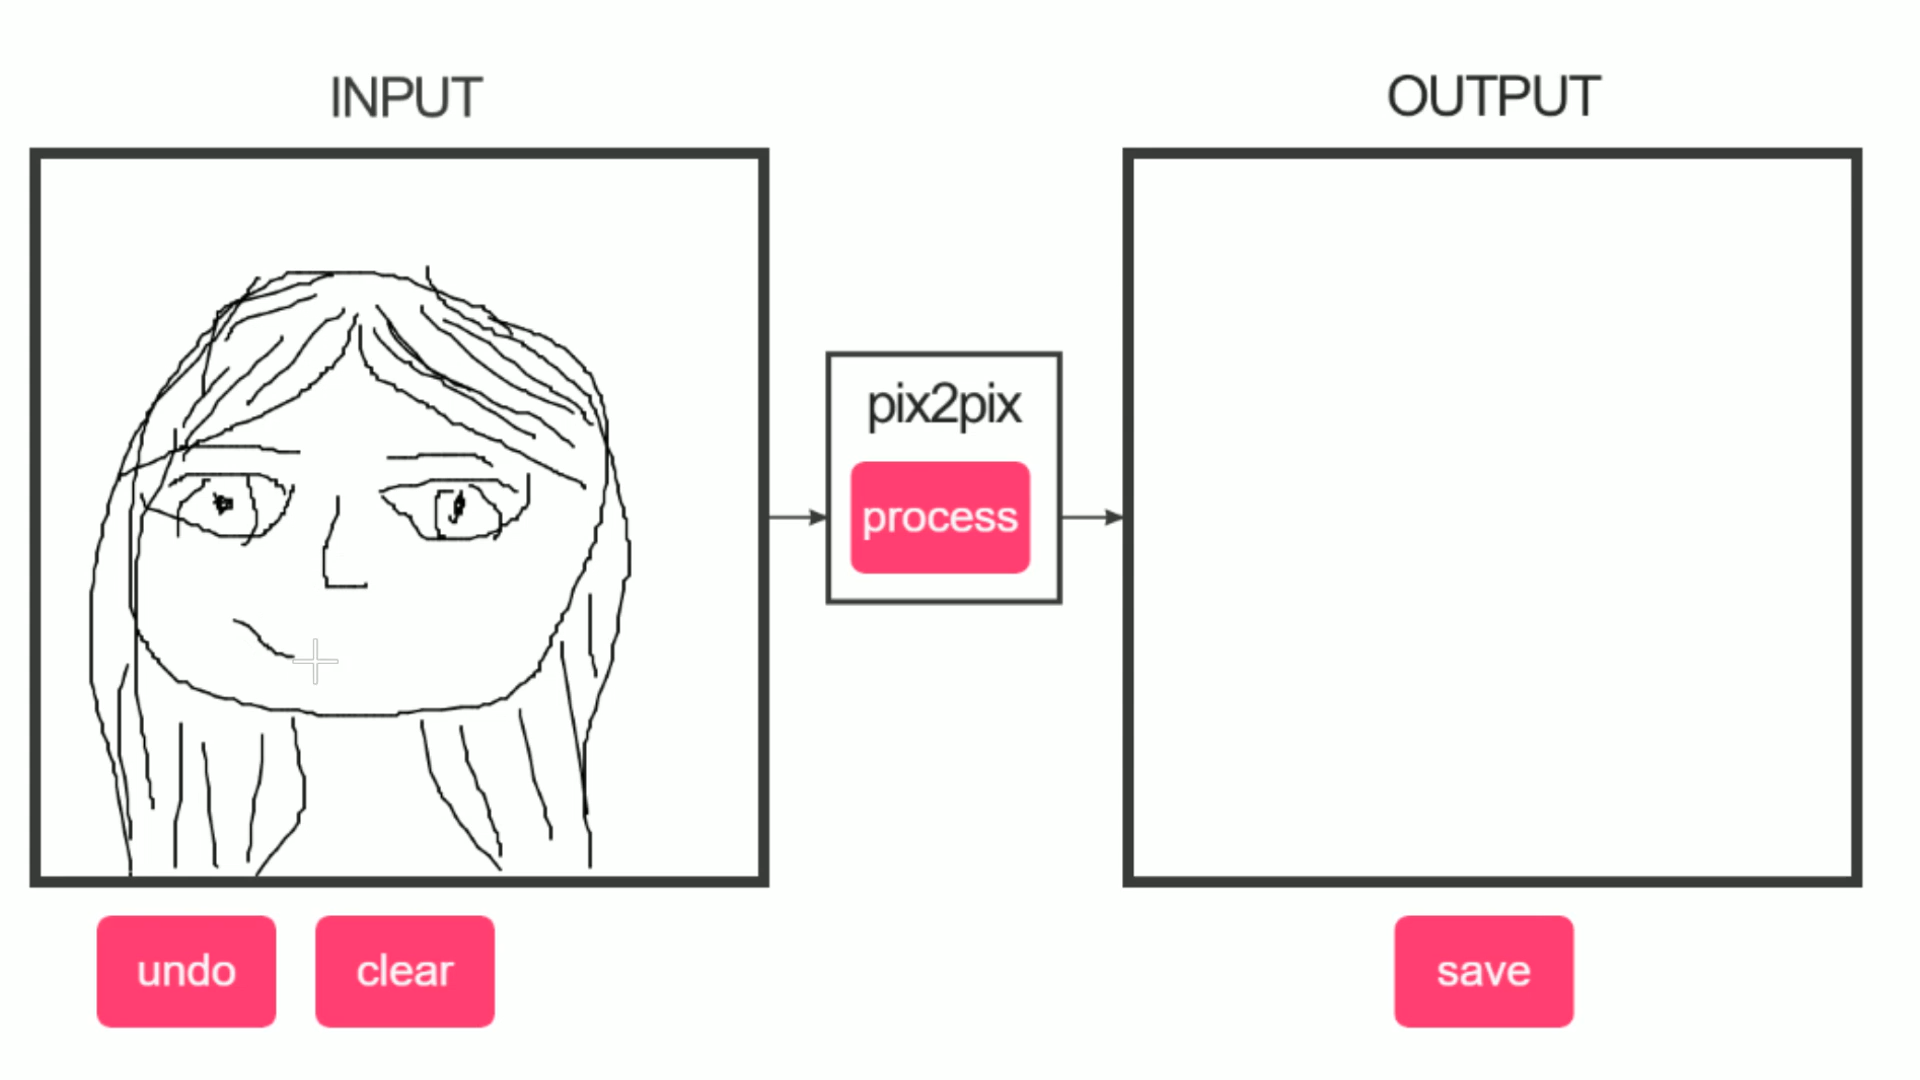 INPUT
OUTPUT
pix2pix
process
undo
clear
save